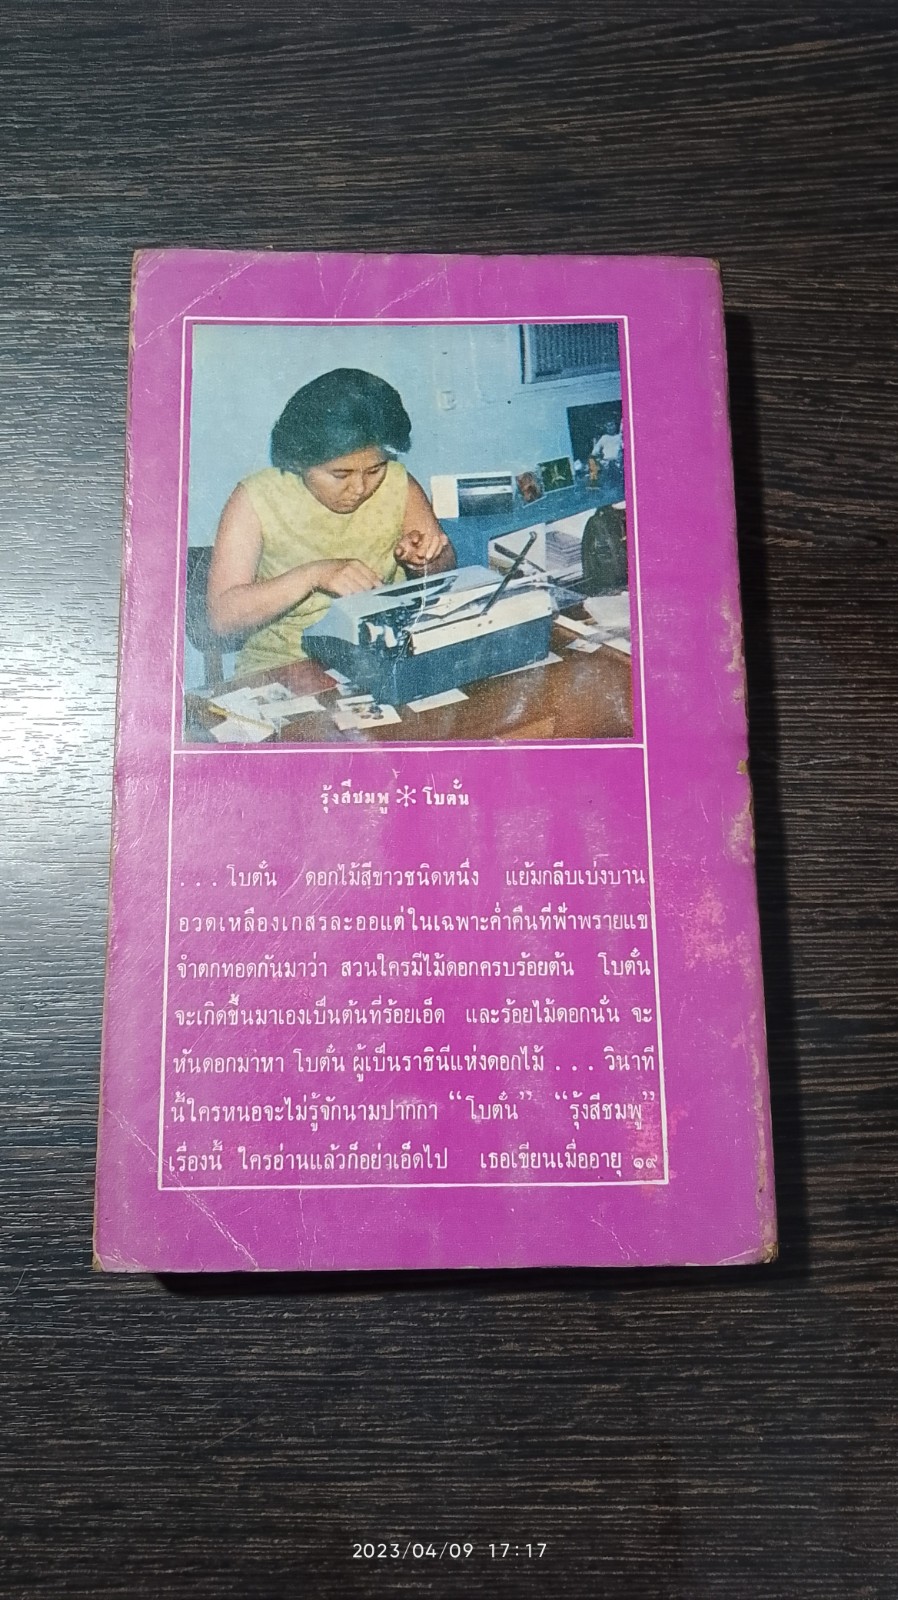 รุ้งสีชมพู * โบตั๋น
. . . โบตั๋น ดอกไม้สีขาวชนิดหนึ่ง แย้มกลีบเบ่งบาน
อวดเหลืองเกสรละออแต่ในเฉพาะค่ำคืนที่ฟ้าพรายแข
จำตกทอดกันมาว่า สวนใครมีไม้ดอกครบร้อยต้น โบตั๋น
จะเกิดขึ้นมาเองเป็นต้นที่ร้อยเอ็ด และร้อยไม้ดอกนั่น จะ
หันดอกมาหา โบตั๋น ผู้เป็นราชินีแห่งดอกไม้ . . . วินาที
นี้ใครหนอจะไม่รู้จักนามปากกา “โบตั๋น” “รุ้งสีชมพู”
เรื่องนี้ ใครอ่านแล้วก็อย่าเอ็ดไป เธอเขียนเมื่ออายุ ๑๙
2023/04/09 17:17